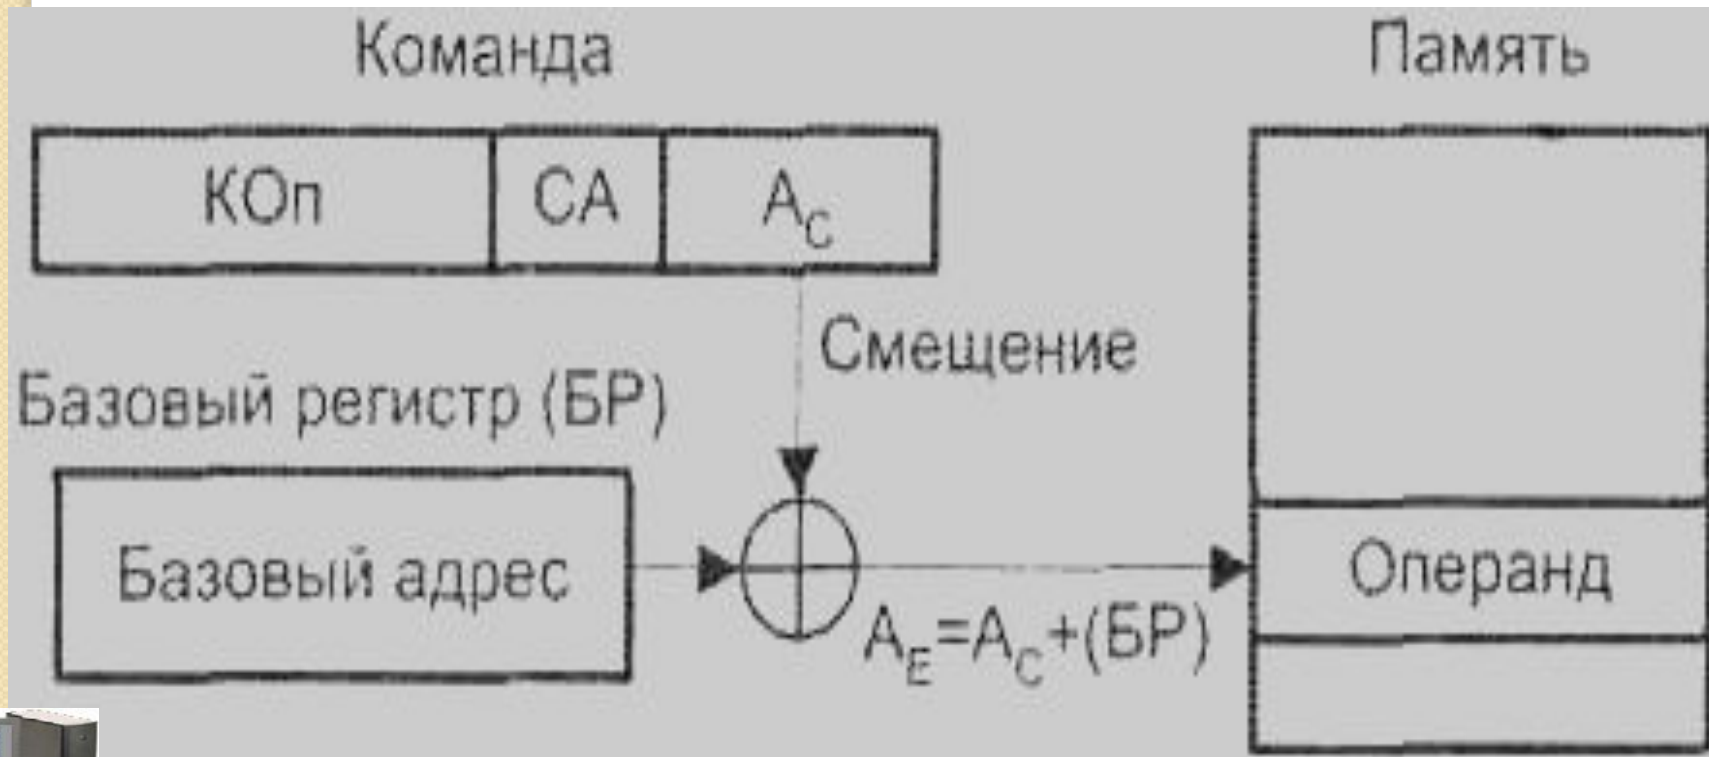 Команда
Память
КОп
СА
A_C
Смещение
Базовый регистр (БР)
Базовый адрес
Операнд
A_E=A_C+(БР)